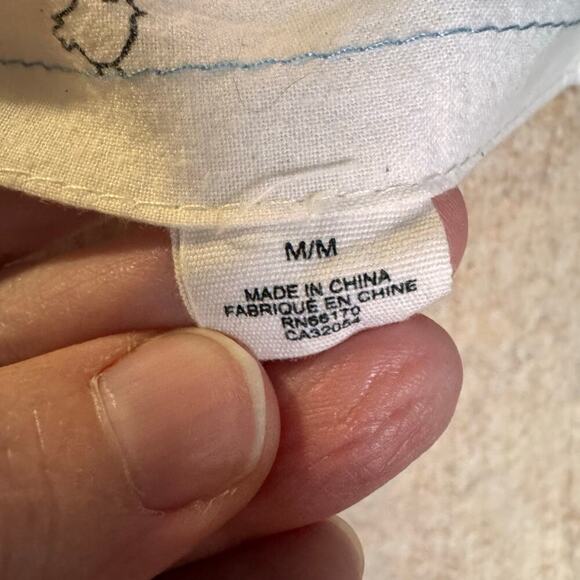 M/M
MADE IN CHINA
FABRIQUÉ EN CHINE
RN66170
CA32054